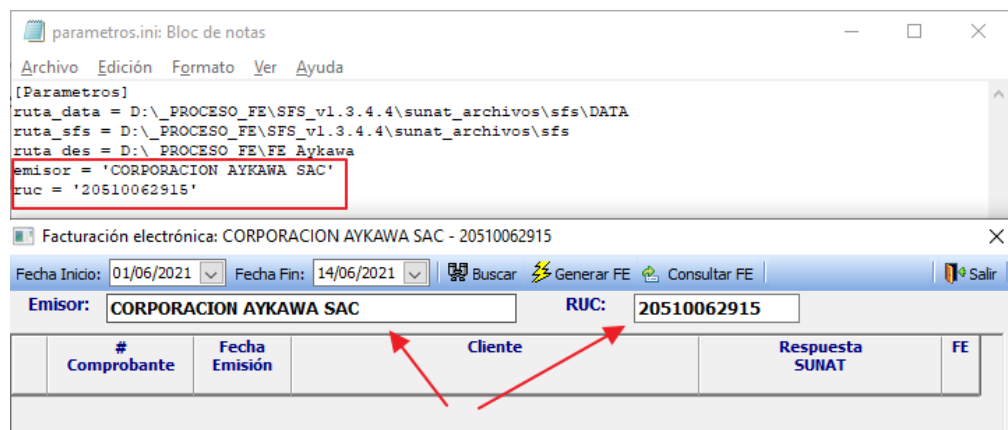 parametros.ini: Bloc de notas
Archivo Edición Formato Ver Ayuda
[Parametros]
ruta_data = D:\_PROCESO_FE\SFS_v1.3.4.4\sunat_archivos\sfs\DATA
ruta_sfs = D:\_PROCESO_FE\SFS_v1.3.4.4\sunat_archivos\sfs
ruta_des = D:\_PROCESO_FE\FE Aykawa
emisor = 'CORPORACION AYKAWA SAC'
ruc = '20510062915'
Facturación electrónica: CORPORACION AYKAWA SAC - 20510062915
Fecha Inicio: 01/06/2021 Fecha Fin: 14/06/2021 Buscar Generar FE Consultar FE Salir
Emisor: CORPORACION AYKAWA SAC RUC: 20510062915
# Fecha Cliente Respuesta FE
Comprobante Emisión SUNAT